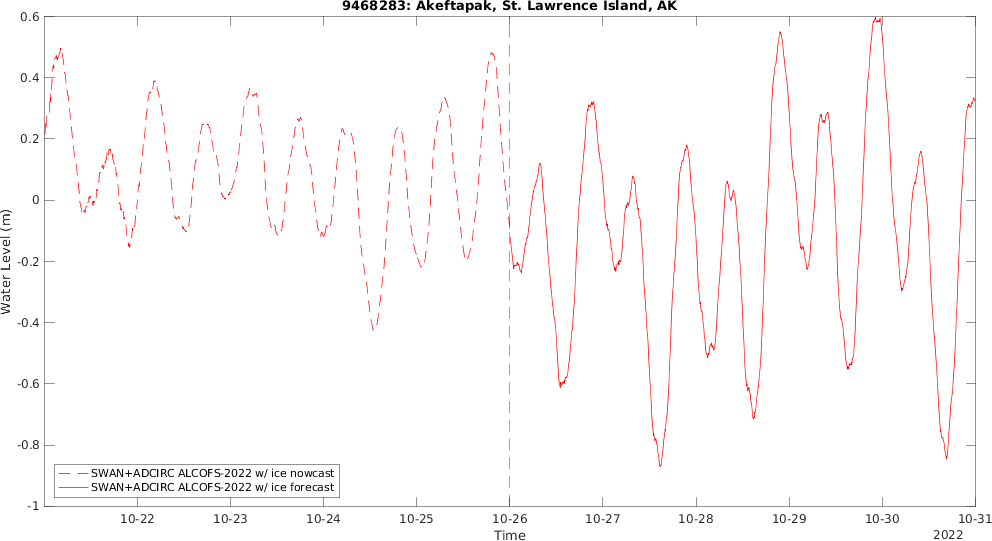 9468283: Akeftapak, St. Lawrence Island, AK
0.6
0.4
0.2
0
-0.2
-0.4
-0.6
-0.8
-1
Water Level (m)
SWAN+ADCIRC ALCOFS-2022 w/ ice nowcast
SWAN+ADCIRC ALCOFS-2022 w/ ice forecast
10-22 10-23 10-24 10-25 10-26 10-27 10-28 10-29 10-30 10-31
Time
2022